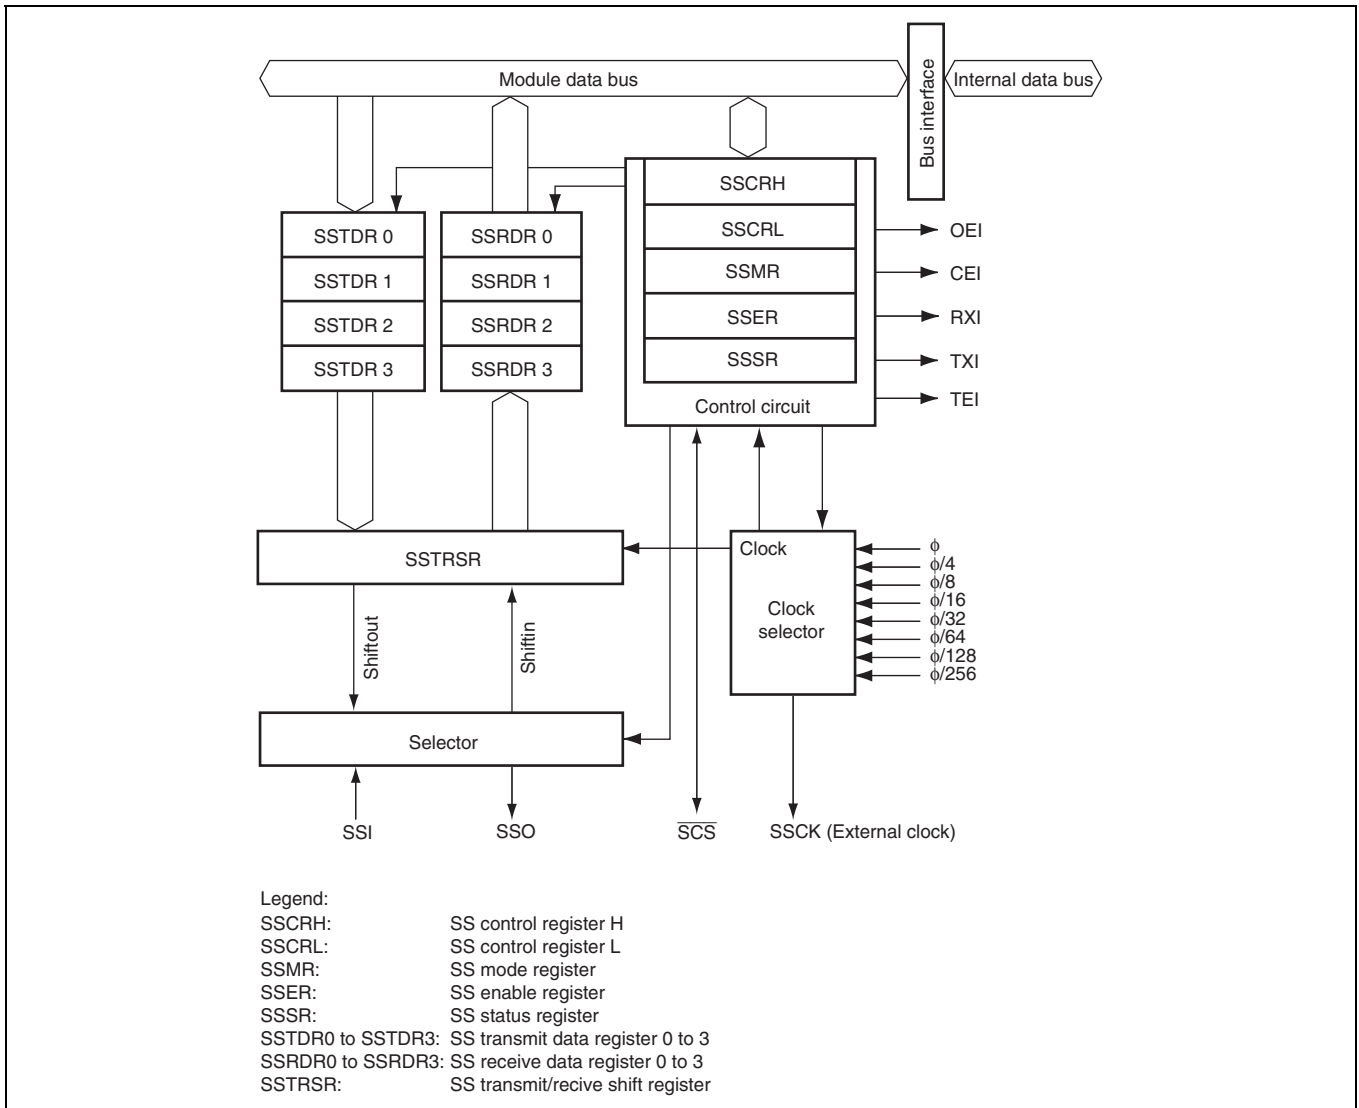 Module data bus
Bus interface
Internal data bus
SSTDR 0
SSTDR 1
SSTDR 2
SSTDR 3
SSRDR 0
SSRDR 1
SSRDR 2
SSRDR 3
SSCRH
SSCRL
SSMR
SSER
SSSR
Control circuit
OEI
CEI
RXI
TXI
TEI
SSTRSR
Clock
Clock
selector
ϕ
ϕ/4
ϕ/8
ϕ/16
ϕ/32
ϕ/64
ϕ/128
ϕ/256
Shiftout
Shiftin
Selector
SSI
SSO
SCS
SSCK (External clock)
Legend:
SSCRH: SS control register H
SSCRL: SS control register L
SSMR: SS mode register
SSER: SS enable register
SSSR: SS status register
SSTDR0 to SSTDR3: SS transmit data register 0 to 3
SSRDR0 to SSRDR3: SS receive data register 0 to 3
SSTRSR: SS transmit/recive shift register